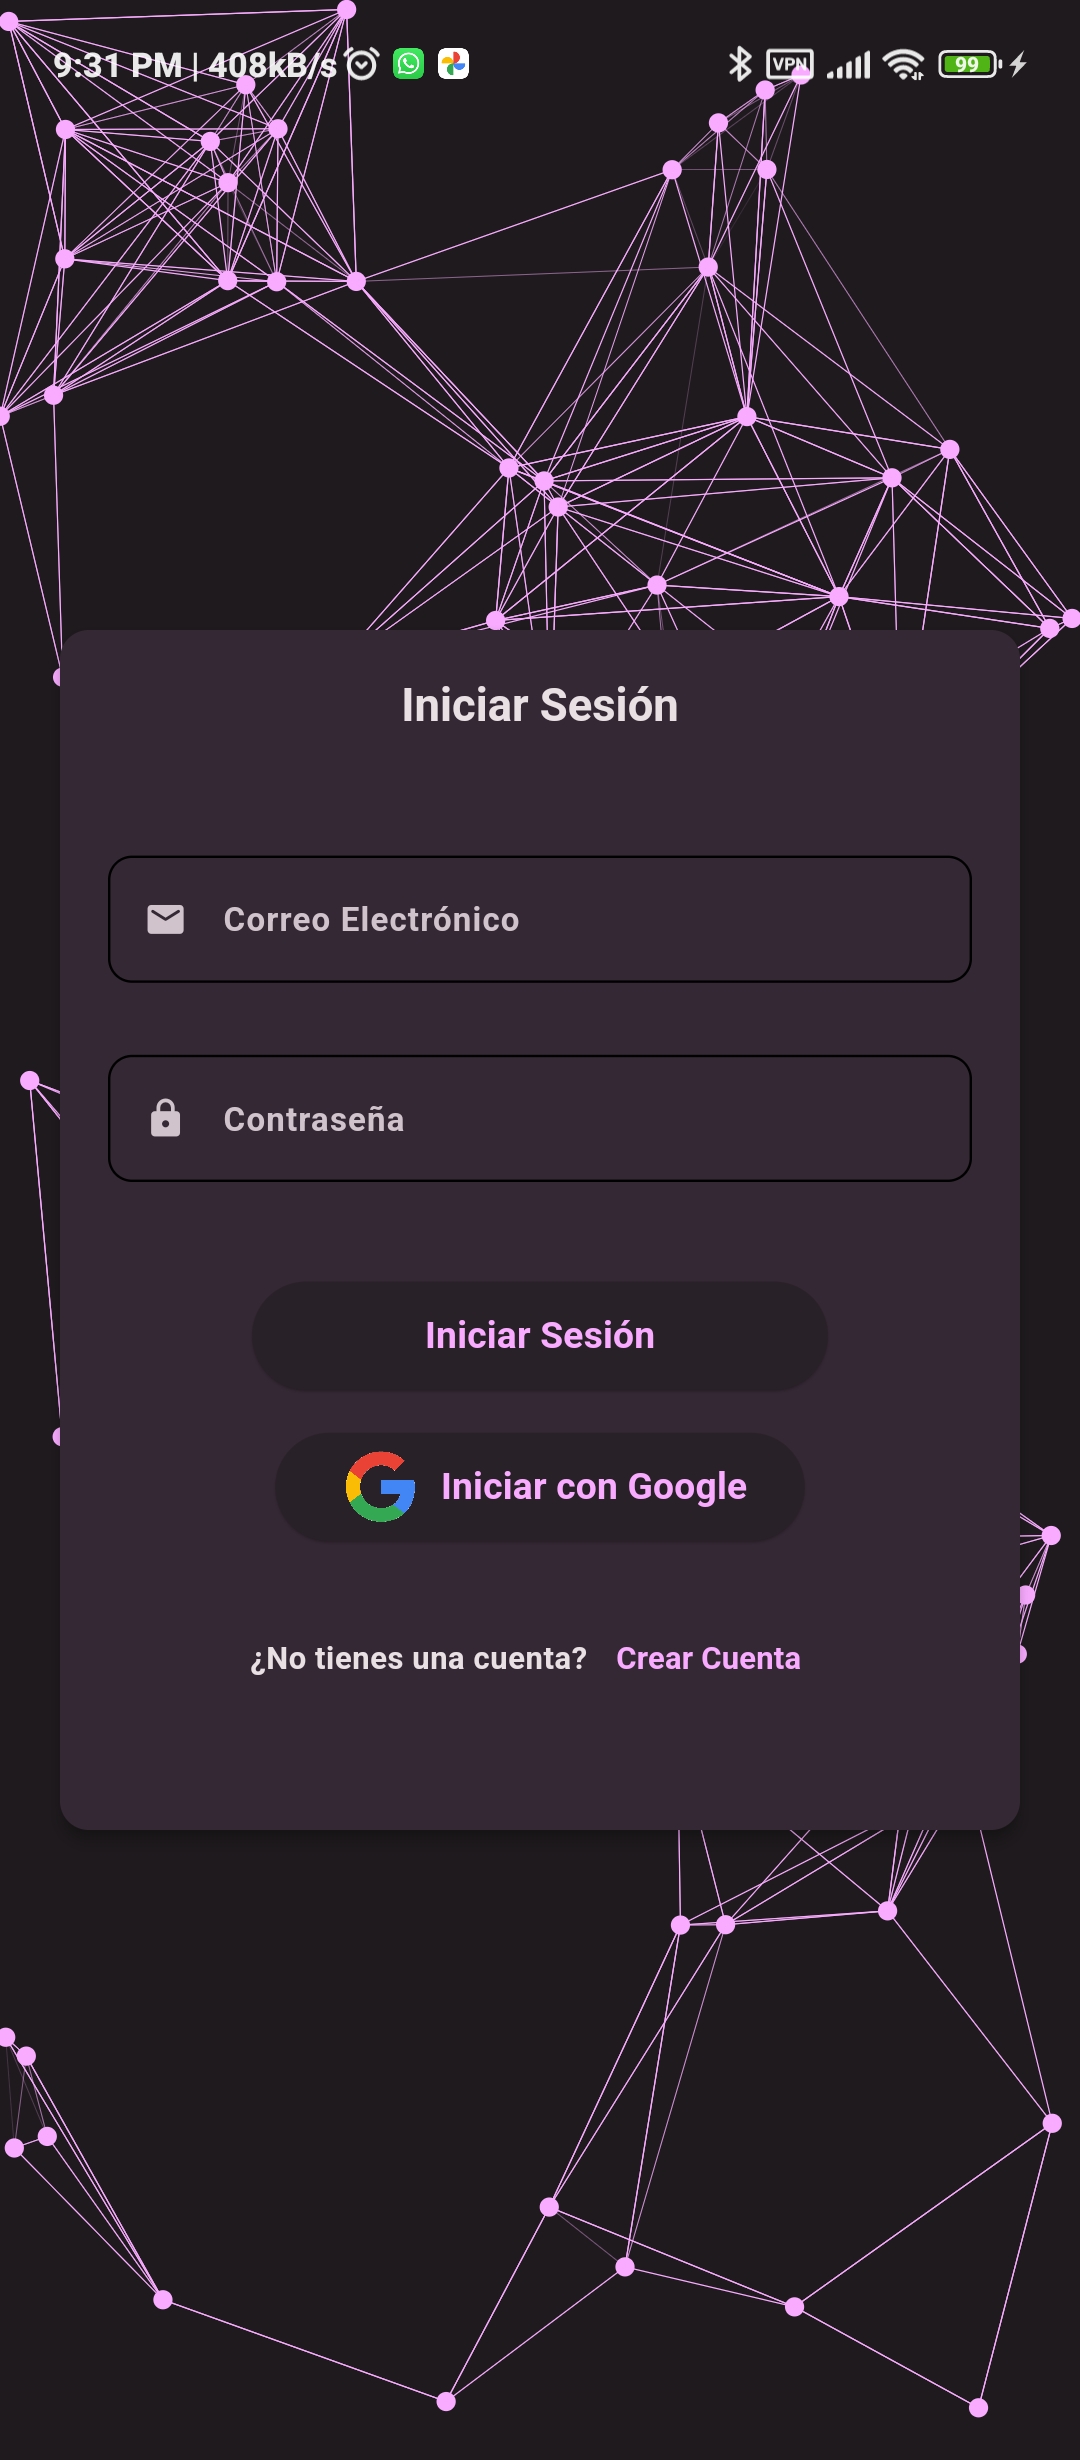 9:31 PM | 408kB/s VPN 99
Iniciar Sesión
Correo Electrónico
Contraseña
Iniciar Sesión
Iniciar con Google
¿No tienes una cuenta? Crear Cuenta